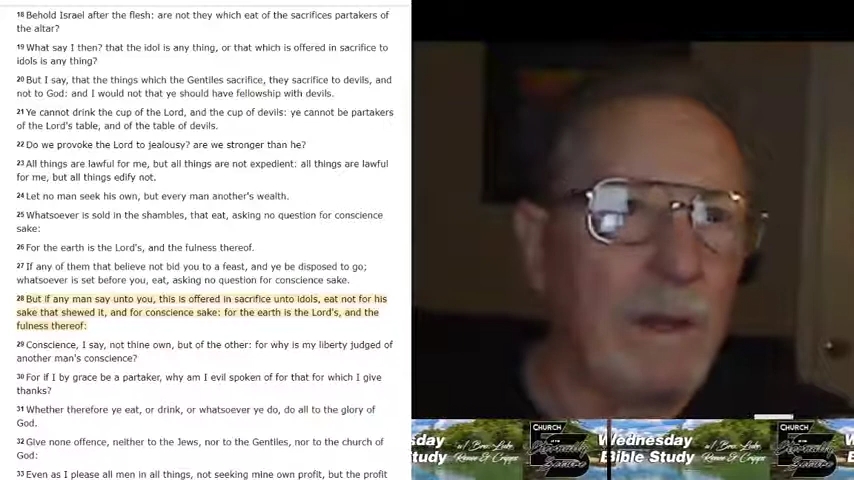 18 Behold Israel after the flesh: are not they which eat of the sacrifices partakers of
the altar?
19 What say I then? that the idol is any thing, or that which is offered in sacrifice to
idols is any thing?
20 But I say, that the things which the Gentiles sacrifice, they sacrifice to devils, and
not to God: and I would not that ye should have fellowship with devils.
21 Ye cannot drink the cup of the Lord, and the cup of devils: ye cannot be partakers
of the Lord's table, and of the table of devils.
22 Do we provoke the Lord to jealousy? are we stronger than he?
23 All things are lawful for me, but all things are not expedient: all things are lawful
for me, but all things edify not.
24 Let no man seek his own, but every man another's wealth.
25 Whatsoever is sold in the shambles, that eat, asking no question for conscience
sake:
26 For the earth is the Lord's, and the fulness thereof.
27 If any of them that believe not bid you to a feast, and ye be disposed to go;
whatsoever is set before you, eat, asking no question for conscience sake.
28 But if any man say unto you, this is offered in sacrifice unto idols, eat not for his
sake that shewed it, and for conscience sake: for the earth is the Lord's, and the
fulness thereof:
29 Conscience, I say, not thine own, but of the other: for why is my liberty judged of
another man's conscience?
30 For if I by grace be a partaker, why am I evil spoken of for that for which I give
thanks?
31 Whether therefore ye eat, or drink, or whatsoever ye do, do all to the glory of
God.
32 Give none offence, neither to the Jews, nor to the Gentiles, nor to the church of
God:
33 Even as I please all men in all things, not seeking mine own profit, but the profit
sday
Study
w/ Bro. Luke
CHURCH
Eternally
Secure
Wednesday
Bible Study
w/ Bro. Luke
CHURCH
Eternally
Secure